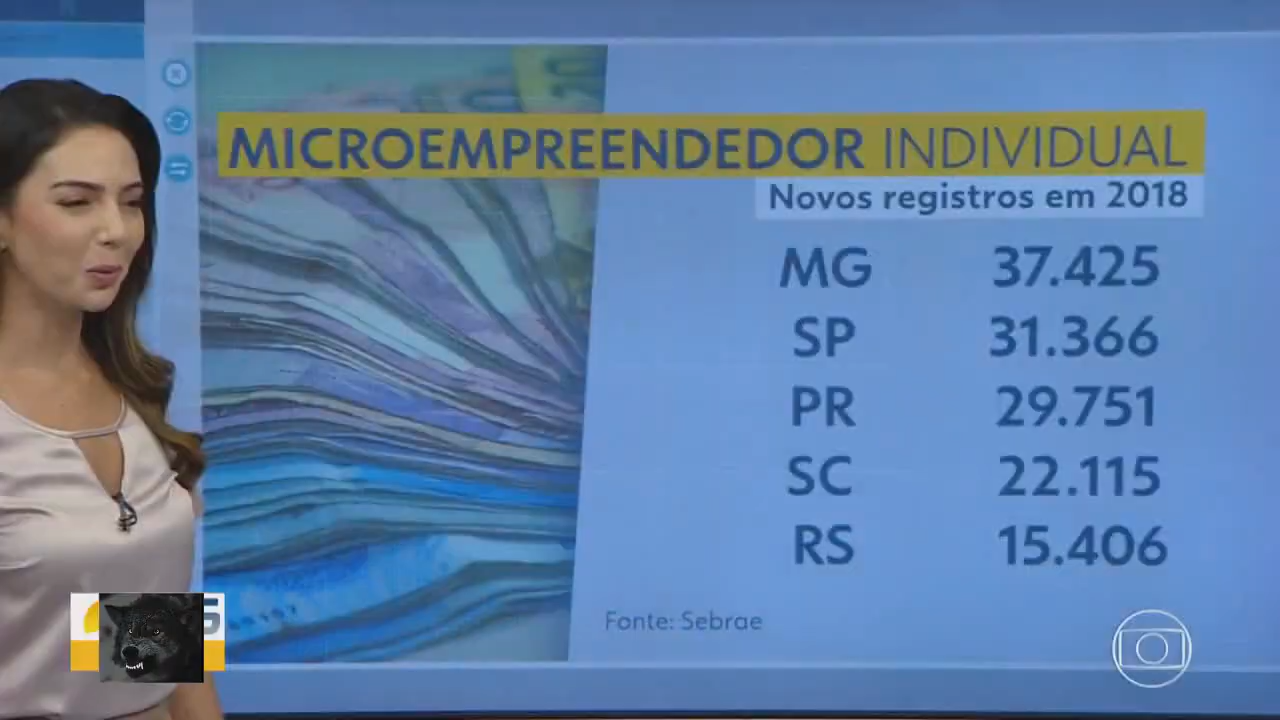 MICROEMPREENDEDOR INDIVIDUAL
Novos registros em 2018
MG 37.425
SP 31.366
PR 29.751
SC 22.115
RS 15.406
Fonte: Sebrae